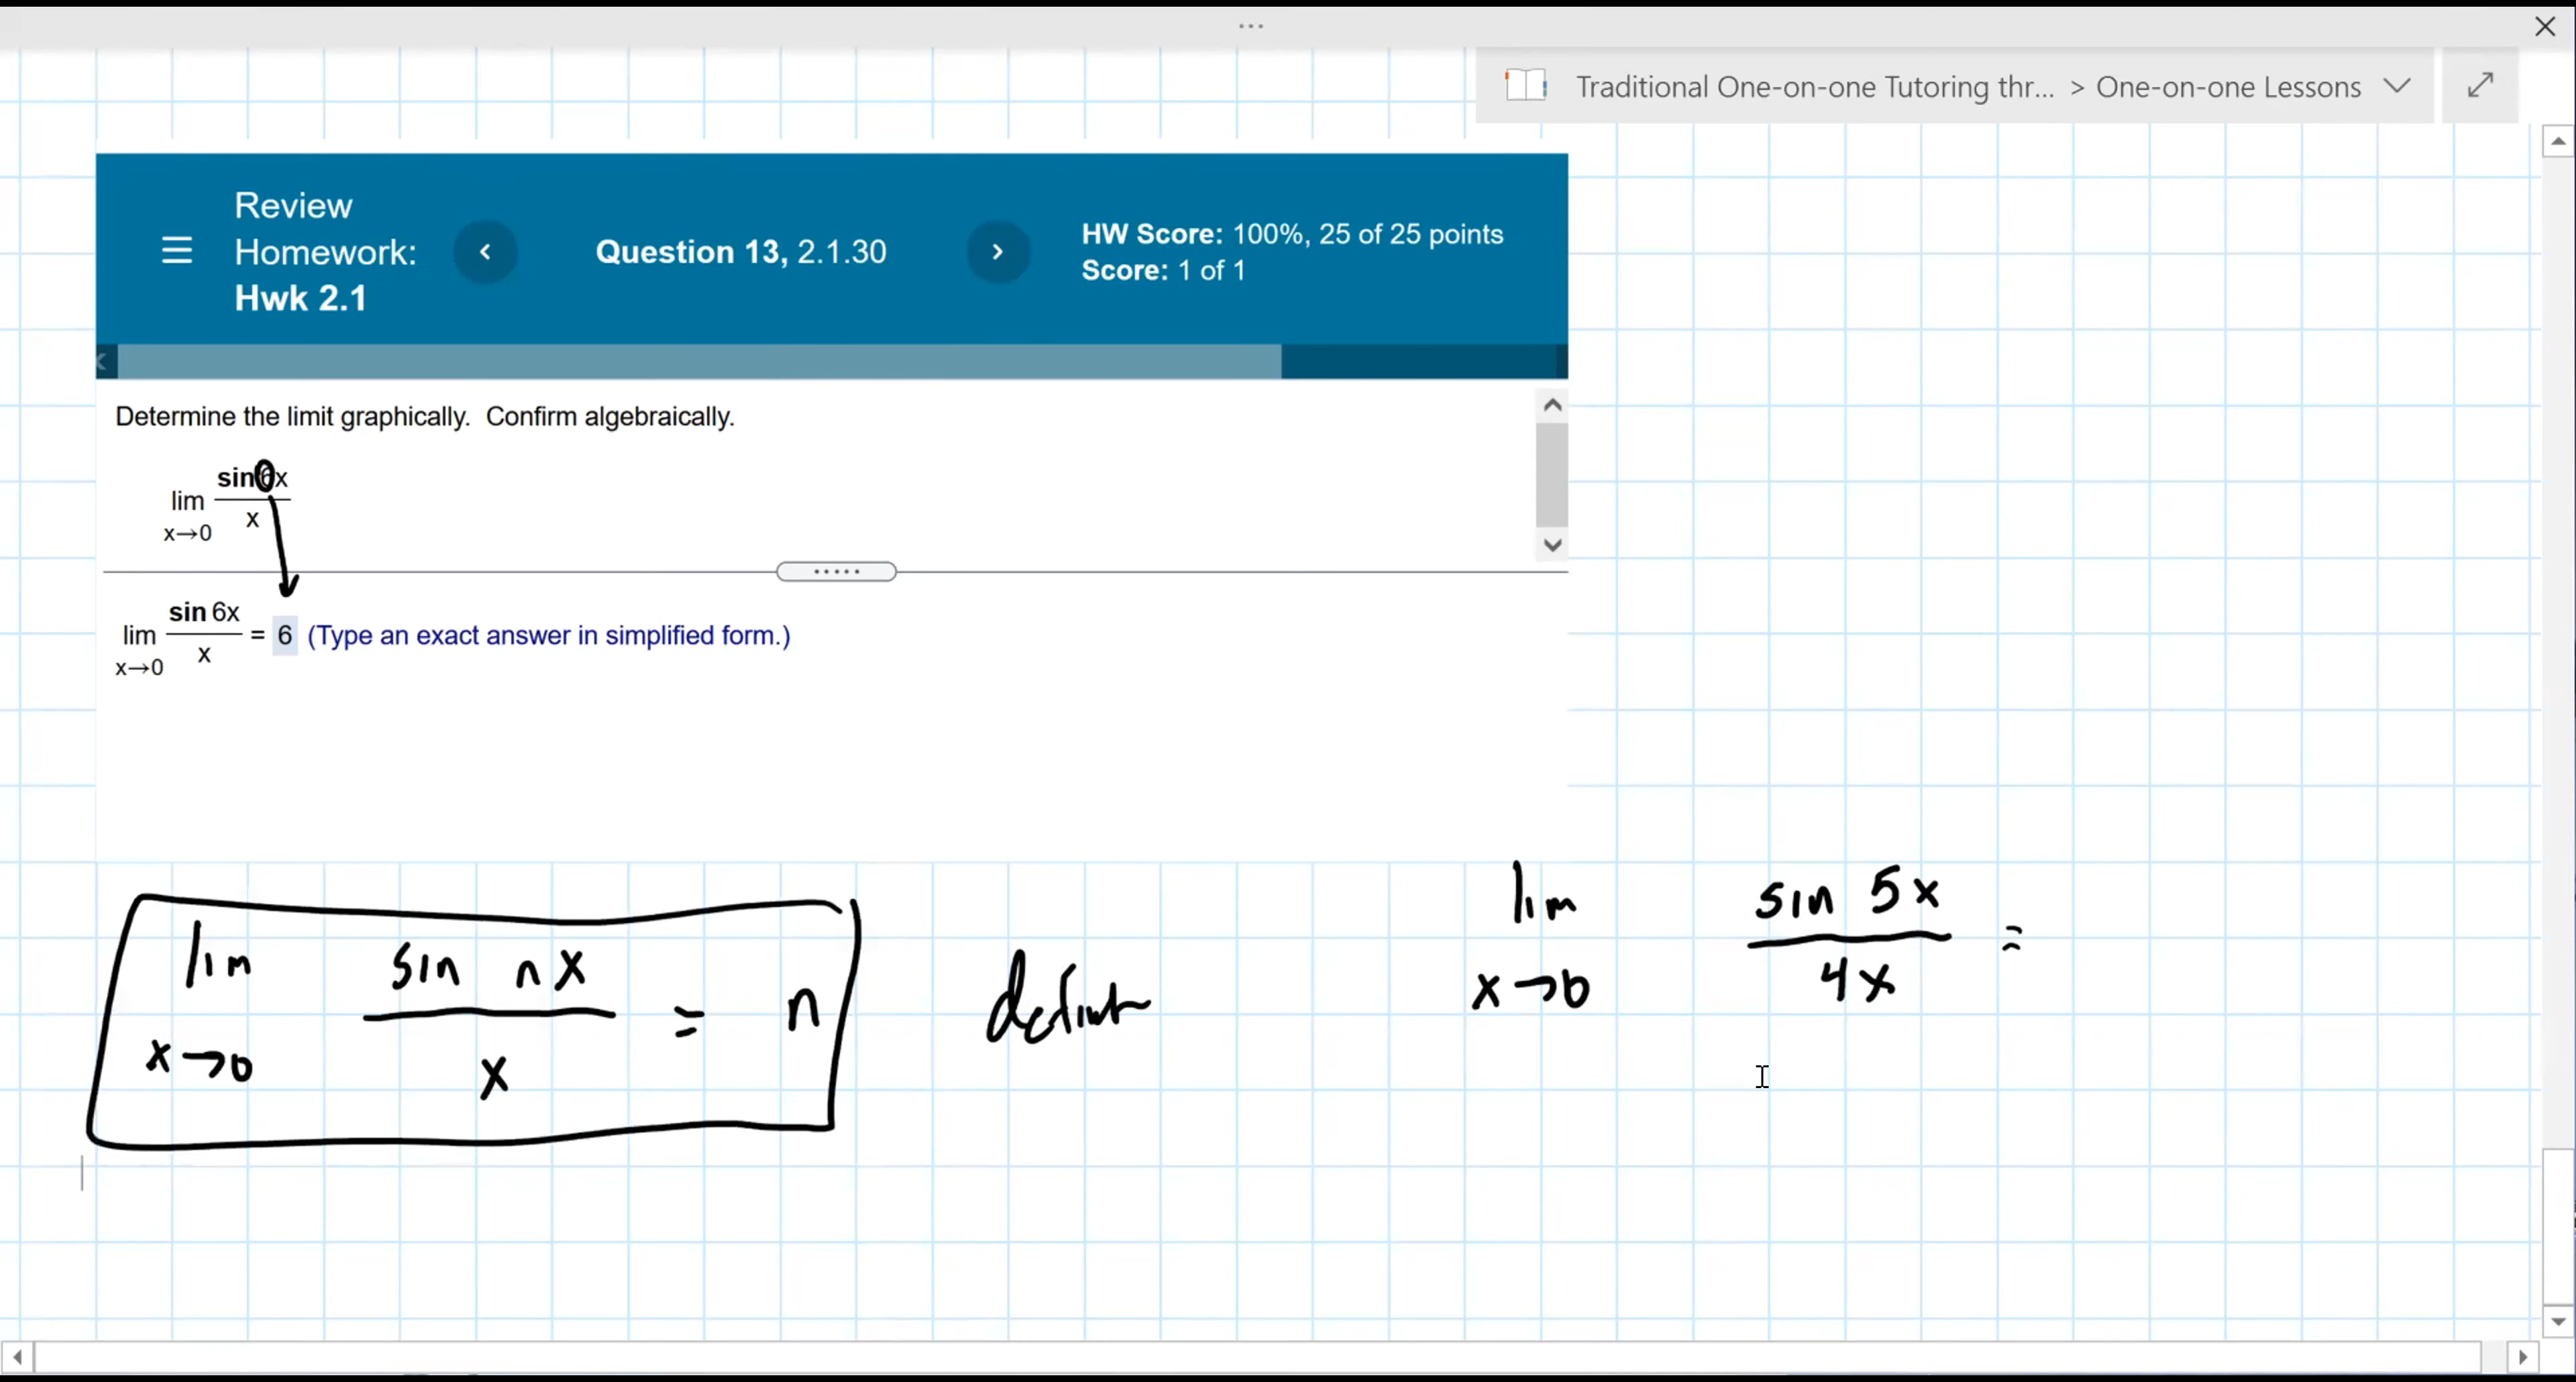 ...
Traditional One-on-one Tutoring thr... > One-on-one Lessons
Review
Homework:
Hwk 2.1
Question 13, 2.1.30
HW Score: 100%, 25 of 25 points
Score: 1 of 1
Determine the limit graphically. Confirm algebraically.
sin 6x
lim
x
x→0
sin 6x
lim = 6 (Type an exact answer in simplified form.)
x
x→0
lim sin nx
= n
x→0 x
lim sin 5x
=
x→0 4x